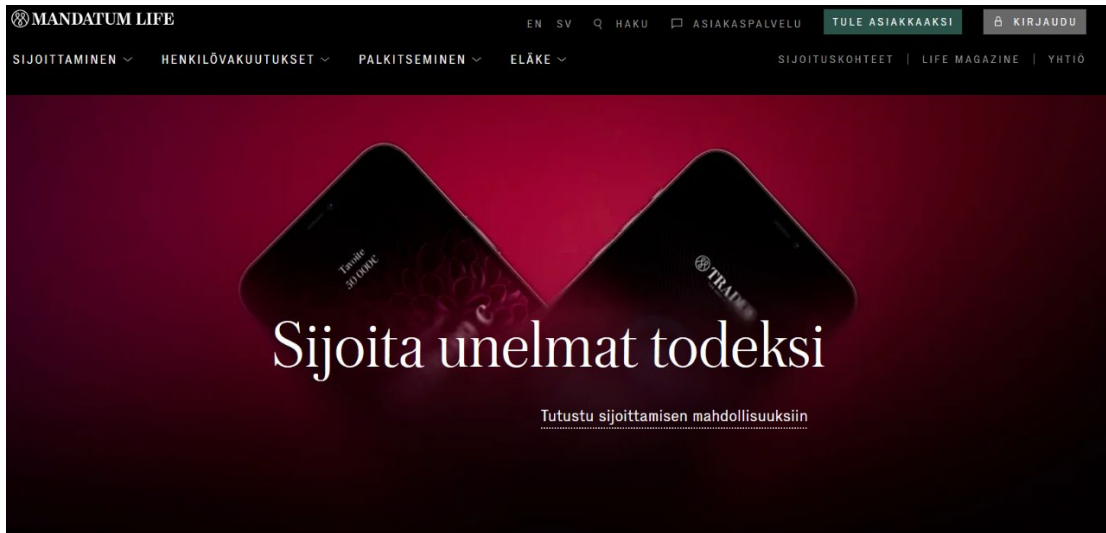 MANDATUM LIFE
EN SV HAKU ASIAKASPALVELU TULE ASIAKKAAKSI KIRJAUDU
SIJOITTAMINEN HENKILÖVAKUUTUKSET PALKITSEMINEN ELÄKE SIJOITUSKOHTEET | LIFE MAGAZINE | YHTIÖ
Tavoite
50 000€
Sijoita unelmat todeksi
Tutustu sijoittamisen mahdollisuuksiin